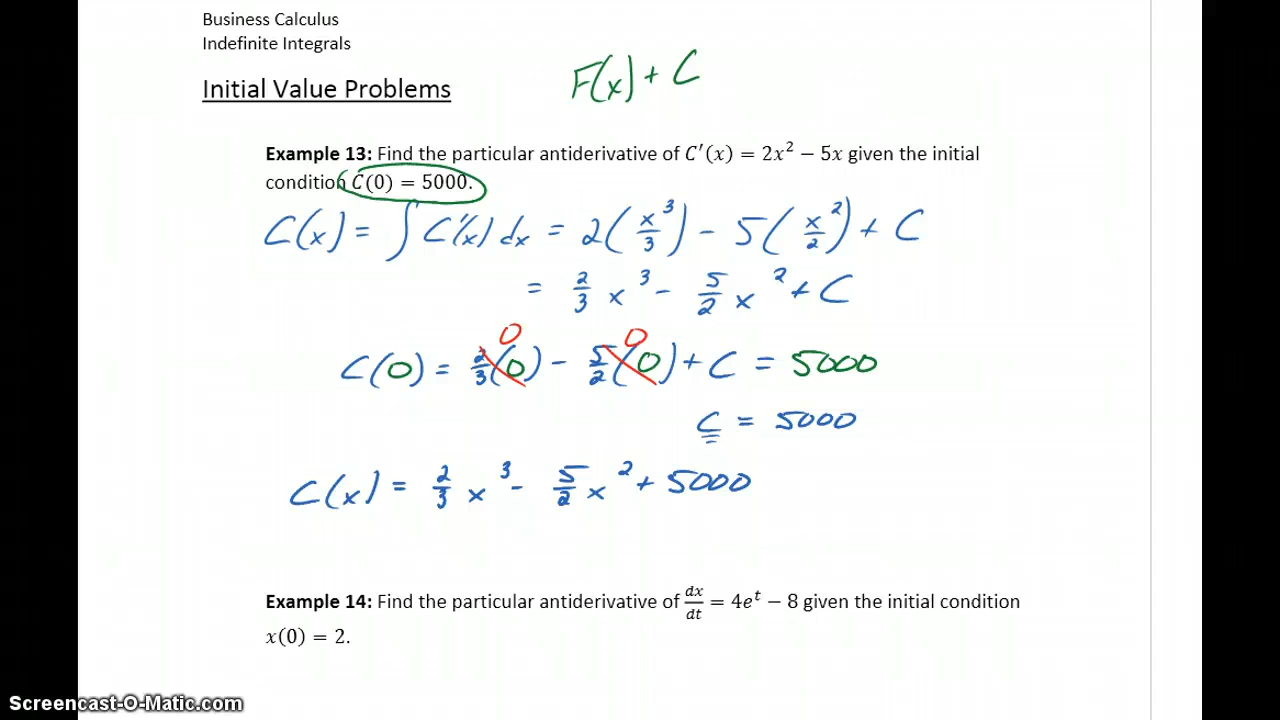 Business Calculus
Indefinite Integrals
Initial Value Problems
F(x) + C
Example 13: Find the particular antiderivative of C′(x) = 2x² − 5x given the initial
condition C(0) = 5000.
C(x) = ∫ C′(x) dx = 2(x³/3) − 5(x²/2) + C
= 2/3 x³ − 5/2 x² + C
0 0
C(0) = 2/3(0) − 5/2(0) + C = 5000
C = 5000
C(x) = 2/3 x³ − 5/2 x² + 5000
Example 14: Find the particular antiderivative of dx/dt = 4eᵗ − 8 given the initial condition
x(0) = 2.
Screencast-O-Matic.com